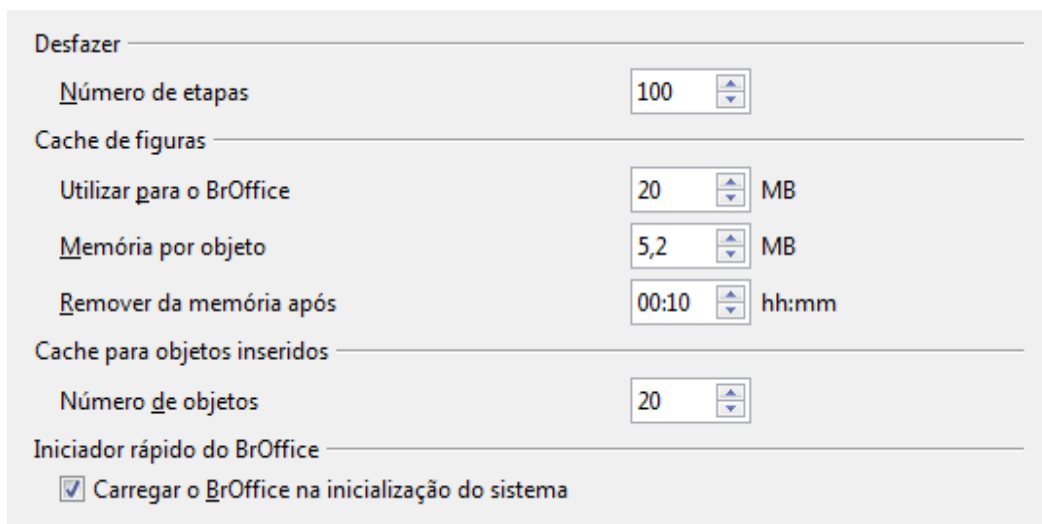 Desfazer
Número de etapas 100
Cache de figuras
Utilizar para o BrOffice 20 MB
Memória por objeto 5,2 MB
Remover da memória após 00:10 hh:mm
Cache para objetos inseridos
Número de objetos 20
Iniciador rápido do BrOffice
Carregar o BrOffice na inicialização do sistema